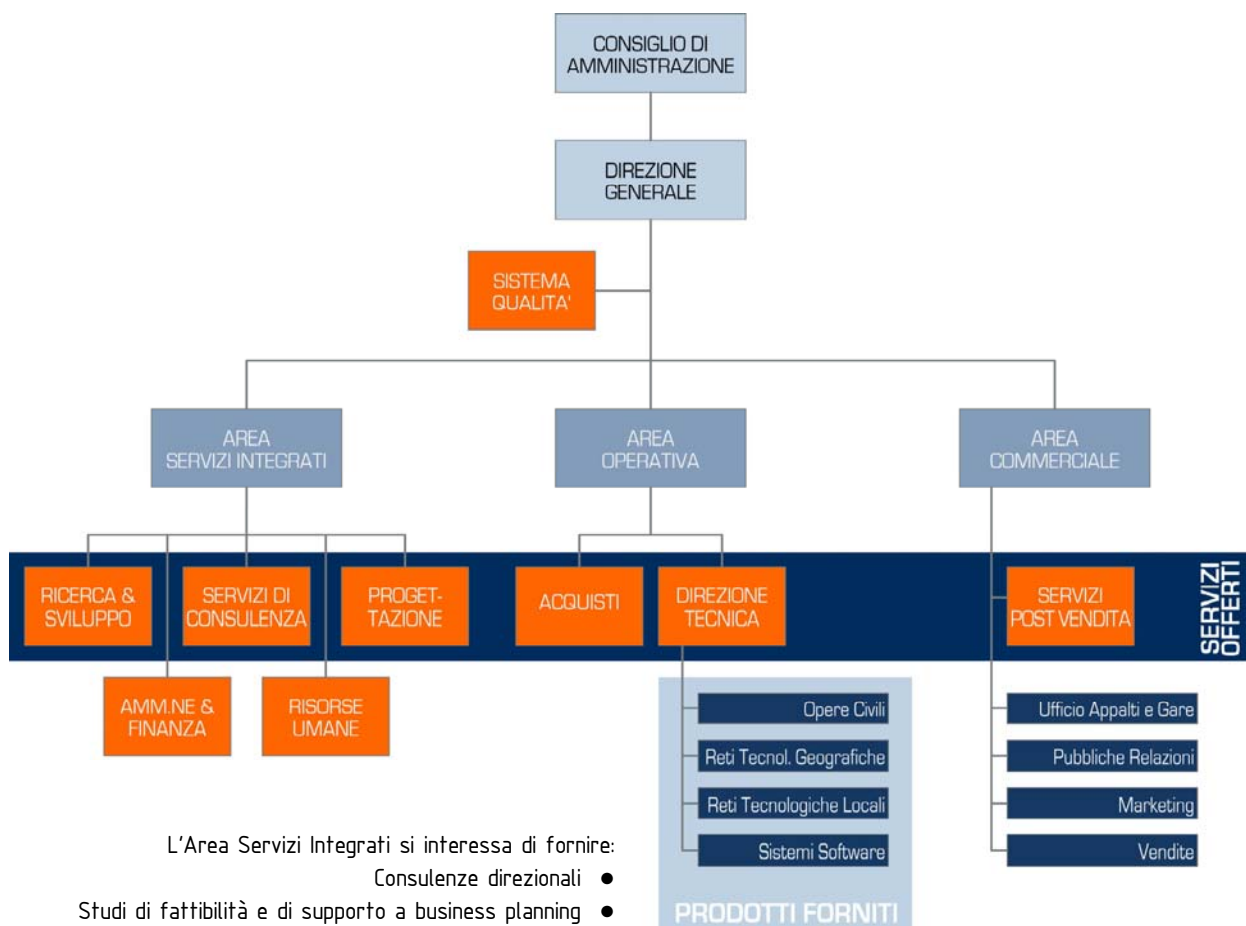 CONSIGLIO DI
AMMINISTRAZIONE
DIREZIONE
GENERALE
SISTEMA
QUALITA'
AREA
SERVIZI INTEGRATI
AREA
OPERATIVA
AREA
COMMERCIALE
RICERCA &
SVILUPPO
SERVIZI DI
CONSULENZA
PROGET-
TAZIONE
ACQUISTI
DIREZIONE
TECNICA
SERVIZI
POST VENDITA
SERVIZI
OFFERTI
AMM.NE &
FINANZA
RISORSE
UMANE
Opere Civili
Reti Tecnol. Geografiche
Reti Tecnologiche Locali
Sistemi Software
PRODOTTI FORNITI
Ufficio Appalti e Gare
Pubbliche Relazioni
Marketing
Vendite
L'Area Servizi Integrati si interessa di fornire:
Consulenze direzionali ●
Studi di fattibilità e di supporto a business planning ●